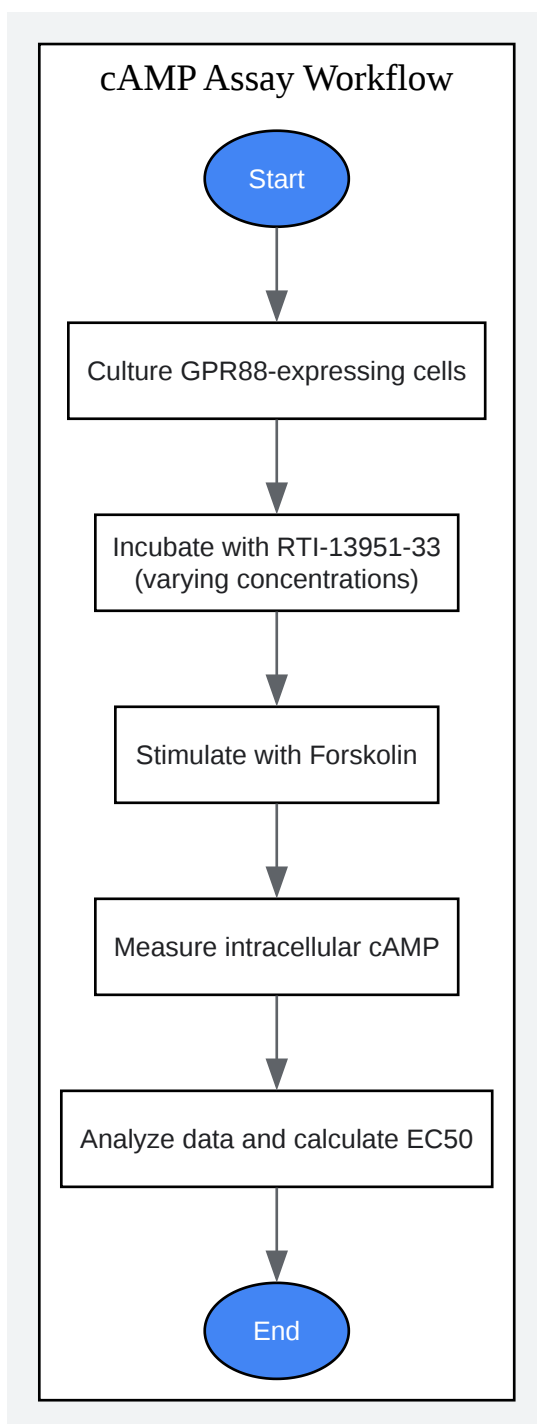 cAMP Assay Workflow
Start
Culture GPR88-expressing cells
Incubate with RTI-13951-33
(varying concentrations)
Stimulate with Forskolin
Measure intracellular cAMP
Analyze data and calculate EC50
End